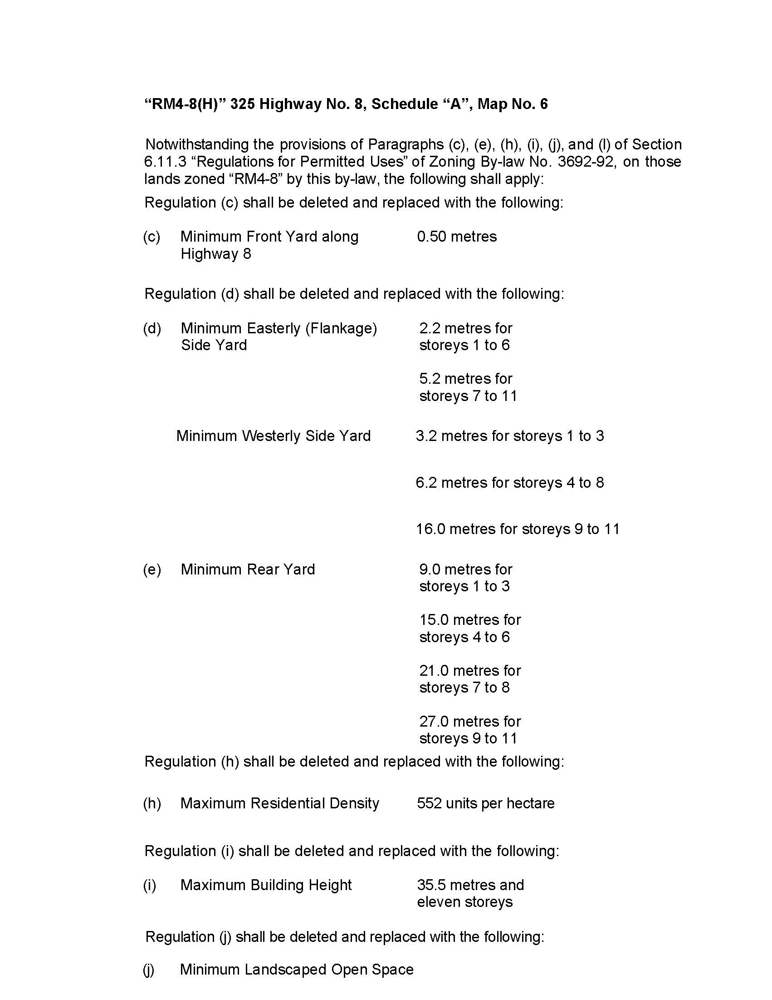 “RM4-8(H)” 325 Highway No. 8, Schedule “A”, Map No. 6
Notwithstanding the provisions of Paragraphs (c), (e), (h), (i), (j), and (l) of Section
6.11.3 “Regulations for Permitted Uses” of Zoning By-law No. 3692-92, on those
lands zoned “RM4-8” by this by-law, the following shall apply:
Regulation (c) shall be deleted and replaced with the following:
(c) Minimum Front Yard along 0.50 metres
Highway 8
Regulation (d) shall be deleted and replaced with the following:
(d) Minimum Easterly (Flankage) 2.2 metres for
Side Yard storeys 1 to 6
5.2 metres for
storeys 7 to 11
Minimum Westerly Side Yard 3.2 metres for storeys 1 to 3
6.2 metres for storeys 4 to 8
16.0 metres for storeys 9 to 11
(e) Minimum Rear Yard 9.0 metres for
storeys 1 to 3
15.0 metres for
storeys 4 to 6
21.0 metres for
storeys 7 to 8
27.0 metres for
storeys 9 to 11
Regulation (h) shall be deleted and replaced with the following:
(h) Maximum Residential Density 552 units per hectare
Regulation (i) shall be deleted and replaced with the following:
(i) Maximum Building Height 35.5 metres and
eleven storeys
Regulation (j) shall be deleted and replaced with the following:
(j) Minimum Landscaped Open Space